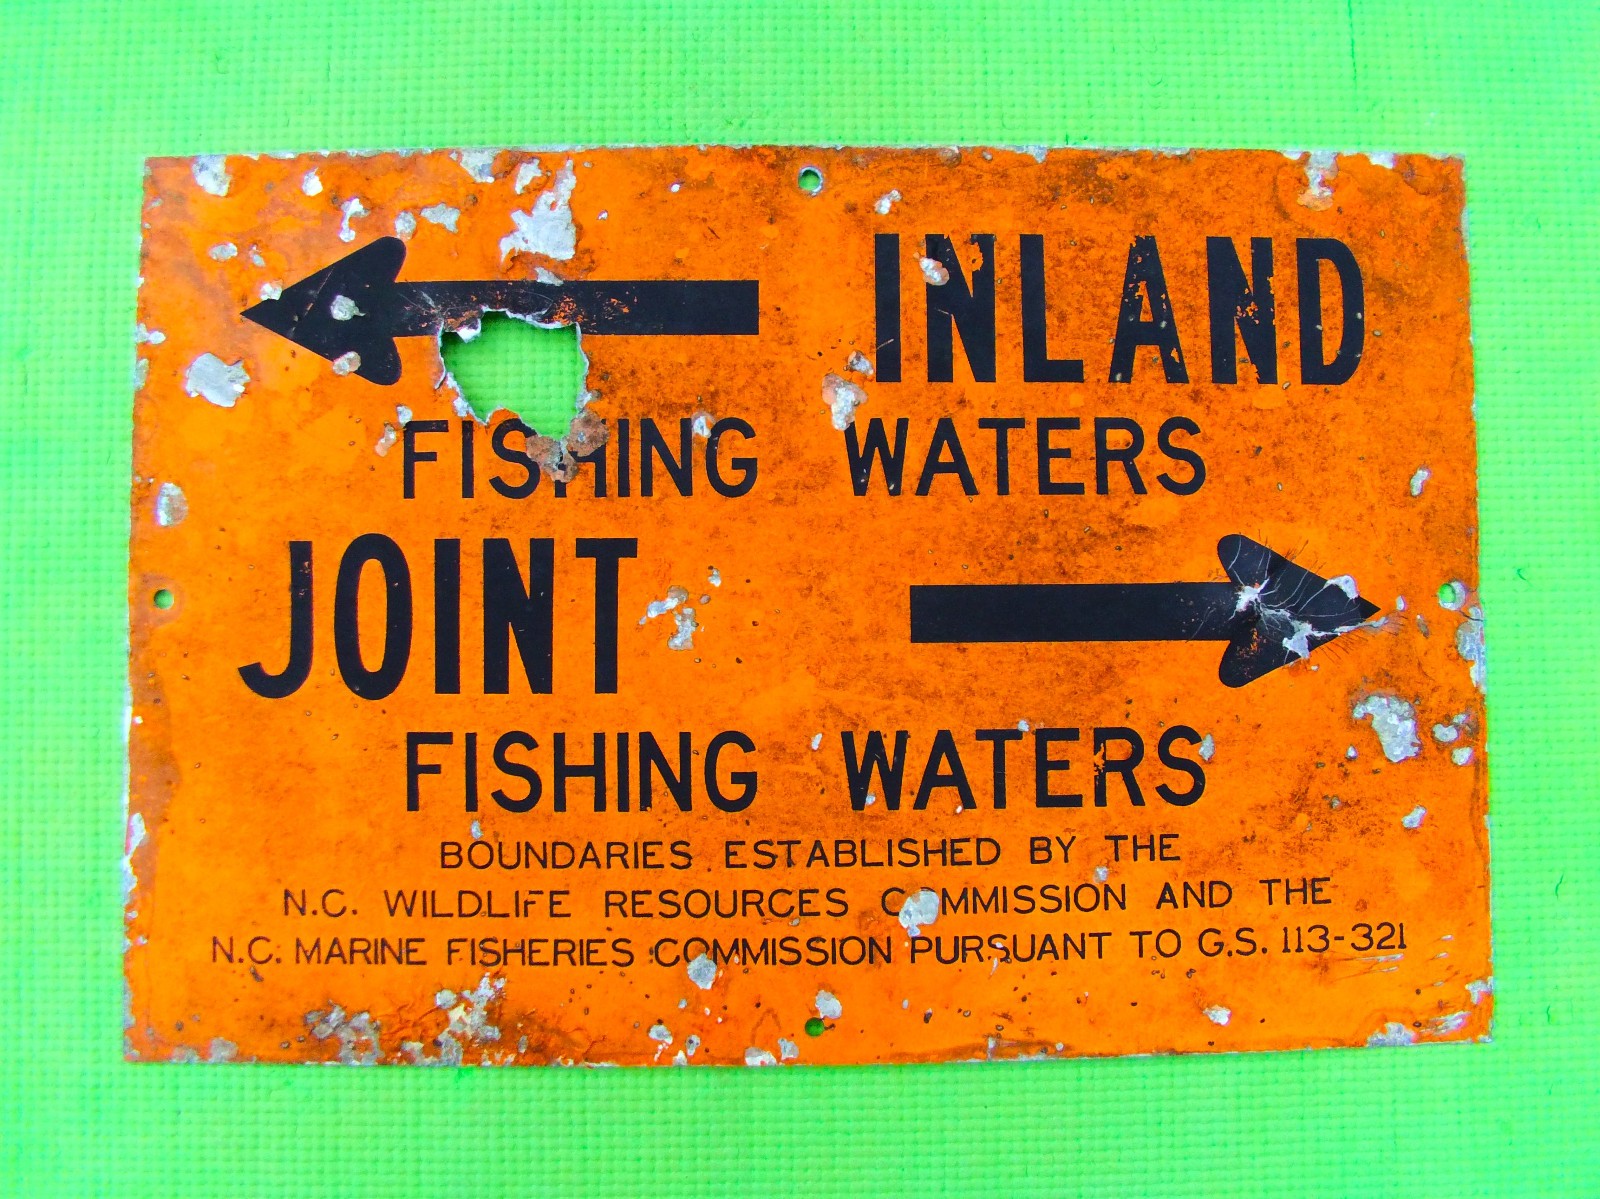 INLAND
FISHING WATERS
JOINT
FISHING WATERS
BOUNDARIES ESTABLISHED BY THE
N.C. WILDLIFE RESOURCES COMMISSION AND THE
N.C. MARINE FISHERIES COMMISSION PURSUANT TO G.S. 113-321